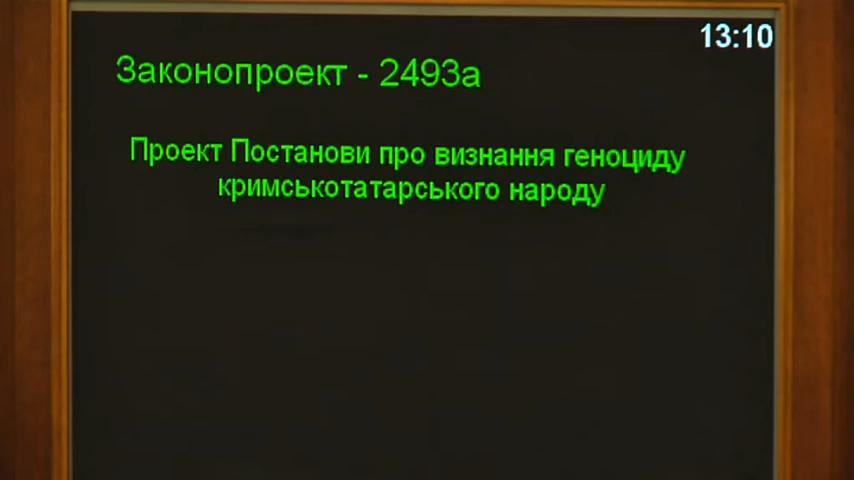 13:10
Законопроект - 2493а
Проект Постанови про визнання геноциду
кримськотатарського народу